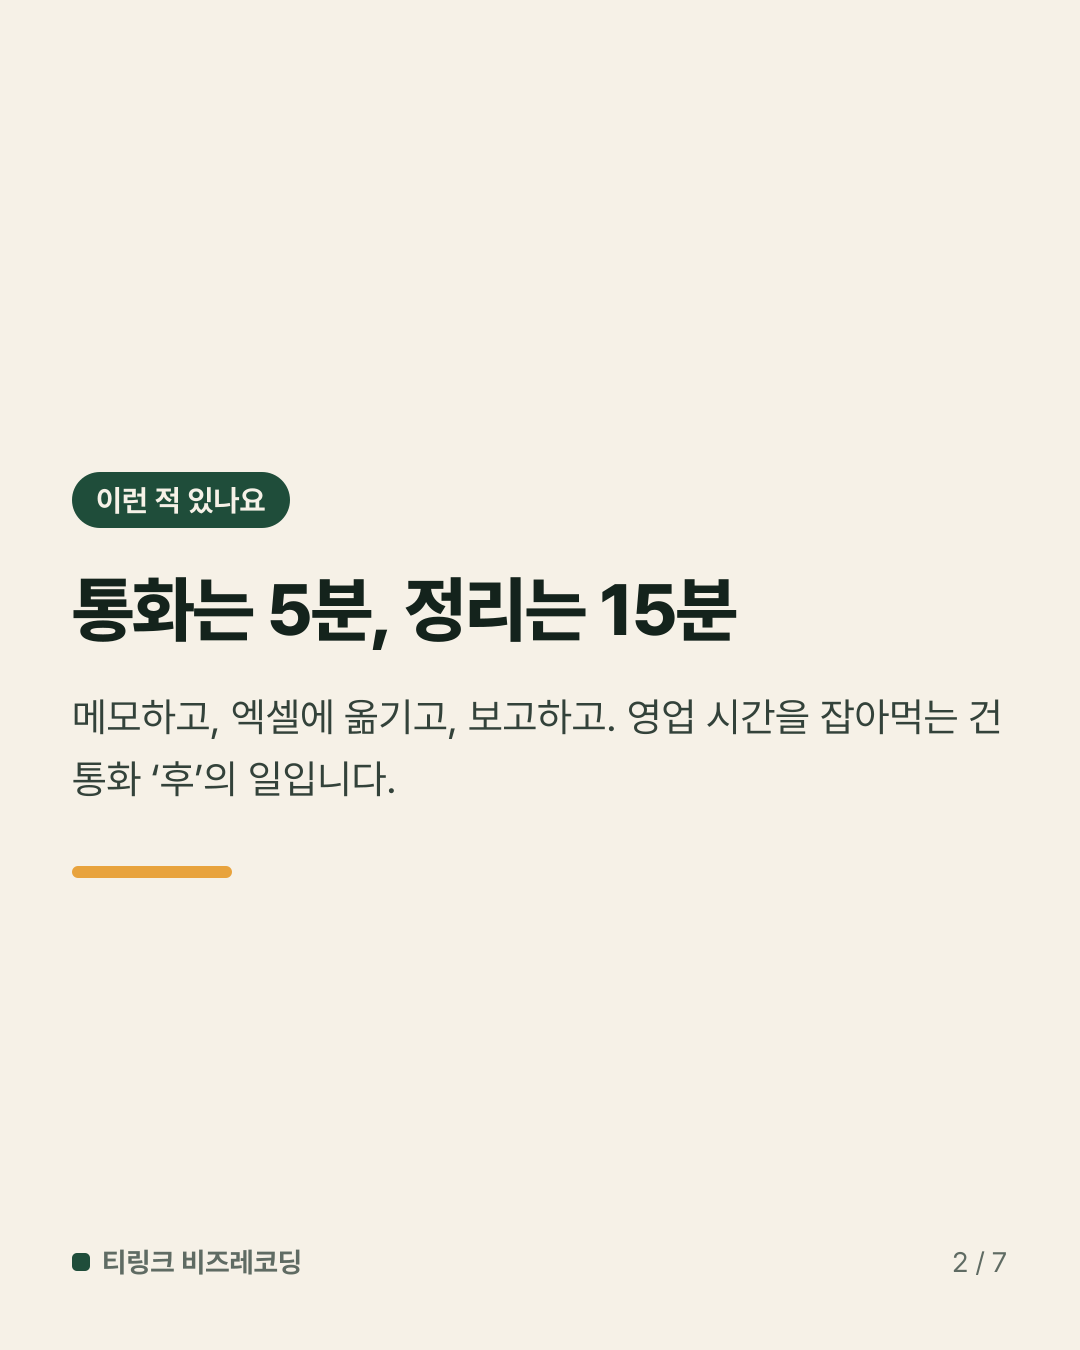 이런 적 있나요
통화는 5분, 정리는 15분
메모하고, 엑셀에 옮기고, 보고하고. 영업 시간을 잡아먹는 건
통화 ‘후’의 일입니다.
티링크 비즈레코딩
2 / 7